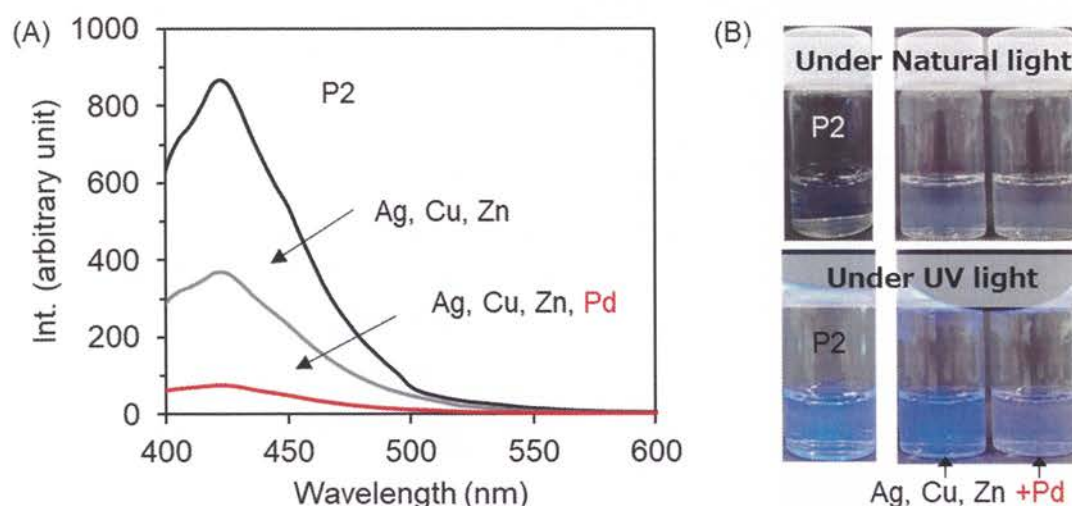 (A)
Int. (arbitrary unit)
1000
800
600
400
200
0
P2
Ag, Cu, Zn
Ag, Cu, Zn, Pd
400
450
500
550
600
Wavelength (nm)
(B)
Under Natural light
P2
Under UV light
P2
Ag, Cu, Zn +Pd